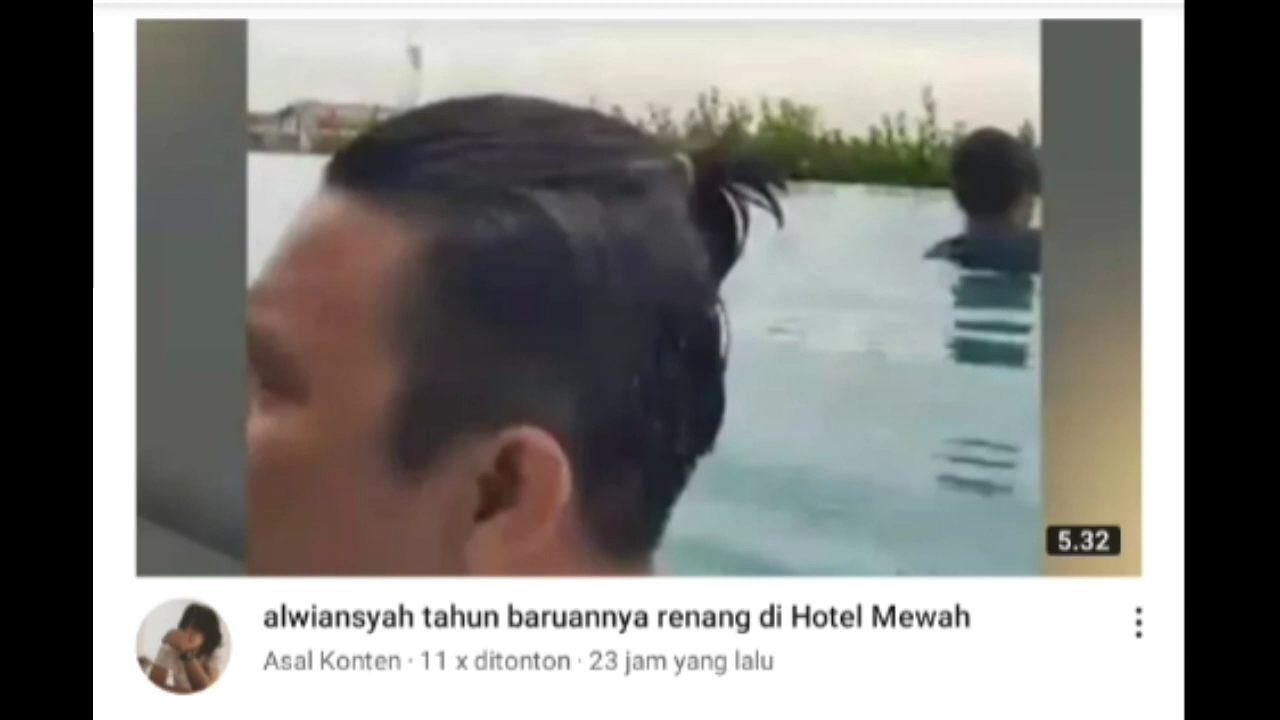 5.32
alwiansyah tahun baruannya renang di Hotel Mewah
Asal Konten · 11 x ditonton · 23 jam yang lalu